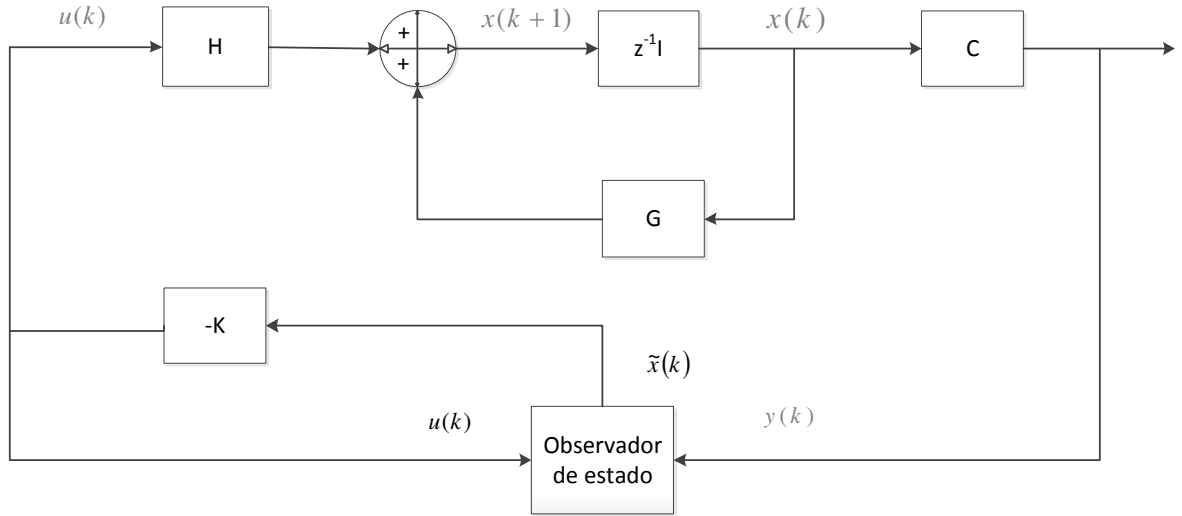 u(k)
H
+
+
x(k+1)
z⁻¹I
x(k)
C
G
-K
x̃(k)
u(k)
y(k)
Observador
de estado